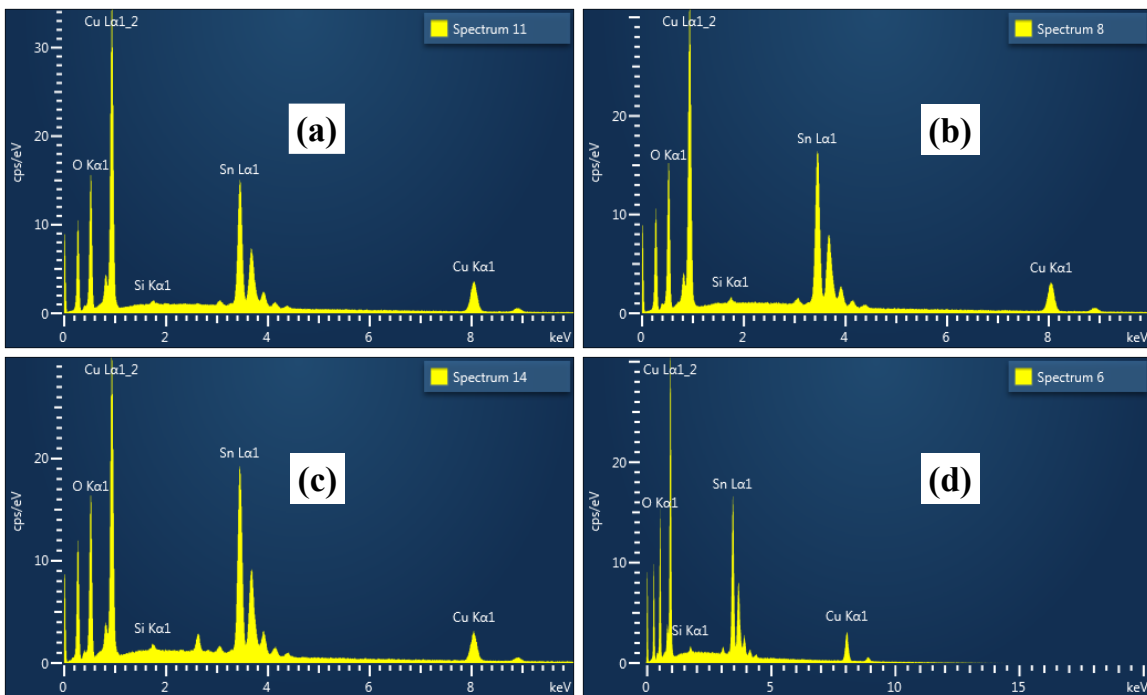 Cu Lα1_2
Spectrum 11
30
(a)
20
cps/eV
O Kα1
Sn Lα1
10
Cu Kα1
Si Kα1
0
0 2 4 6 8 keV
Cu Lα1_2
Spectrum 8
(b)
20
cps/eV
O Kα1
Sn Lα1
10
Cu Kα1
Si Kα1
0
0 2 4 6 8 keV
Cu Lα1_2
Spectrum 14
20
Sn Lα1
(c)
cps/eV
O Kα1
10
Si Kα1
Cu Kα1
0
0 2 4 6 8 keV
Cu Lα1_2
Spectrum 6
20
(d)
cps/eV
O Kα1
Sn Lα1
10
Cu Kα1
Si Kα1
0
0 5 10 15 keV